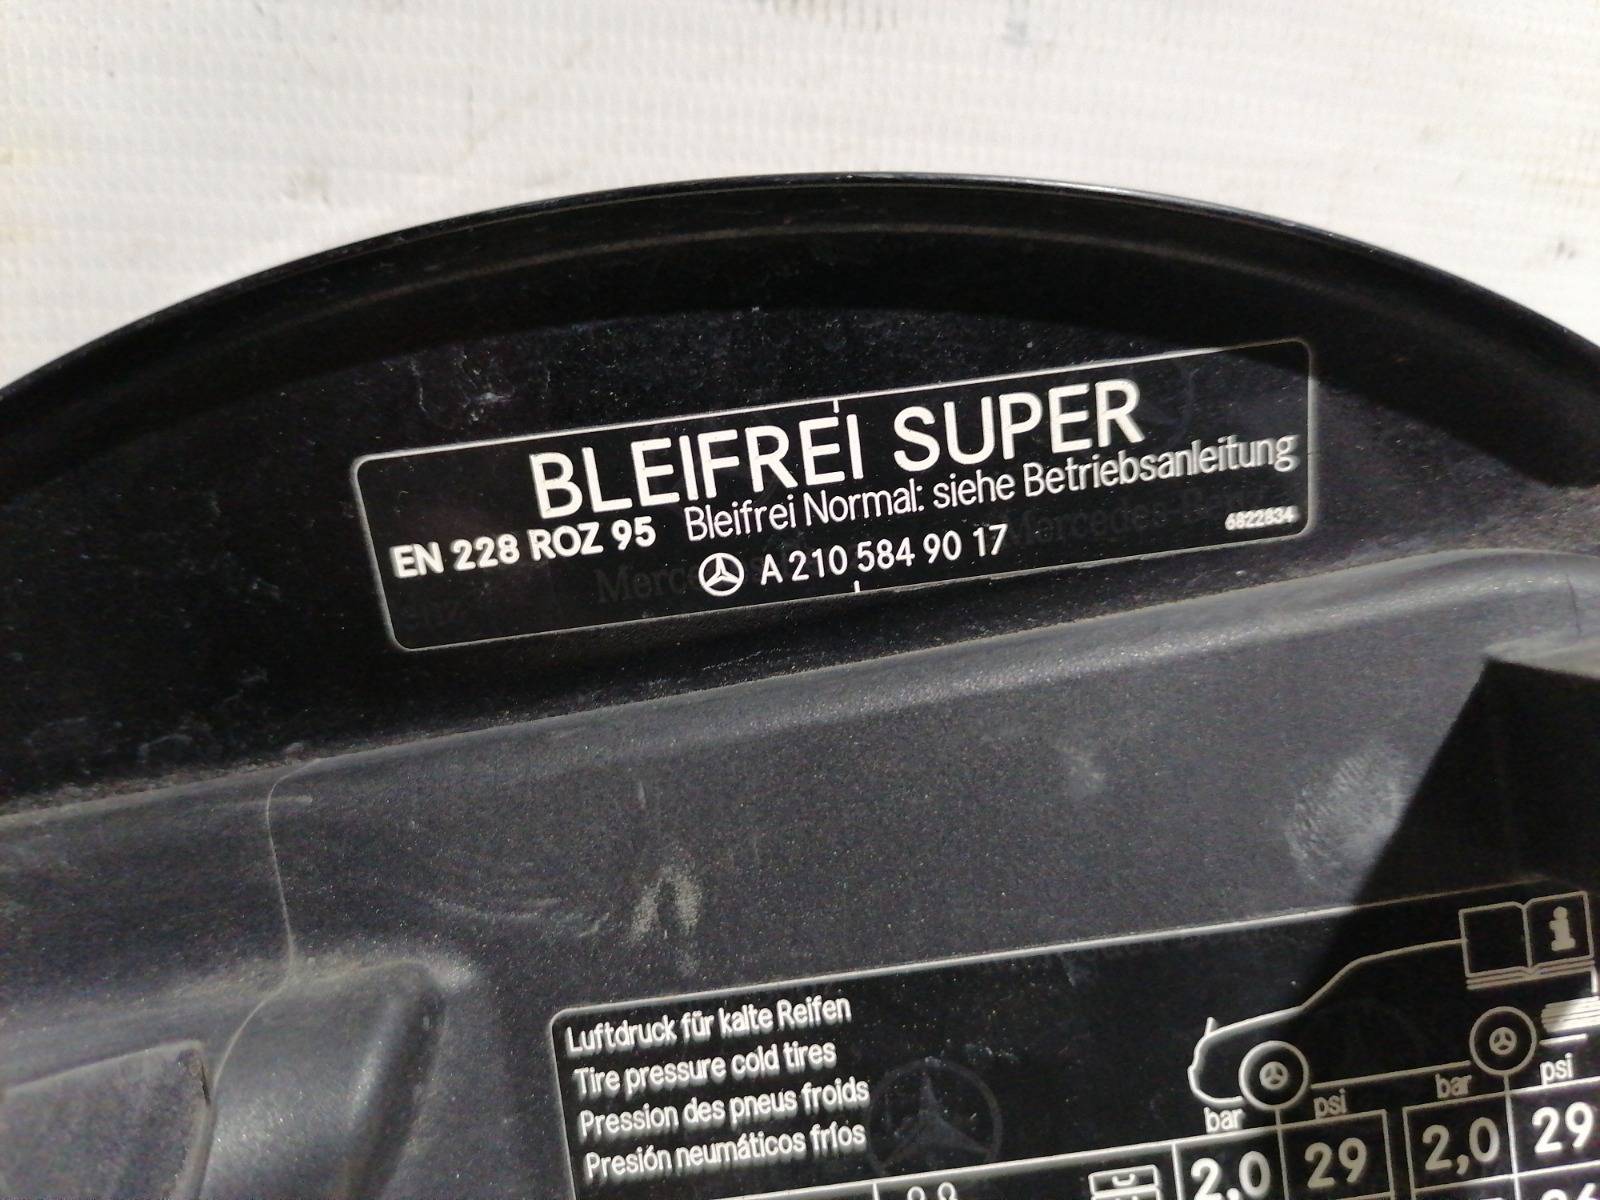 BLEIFREI SUPER
EN 228 ROZ 95 Bleifrei Normal: siehe Betriebsanleitung
A 210 584 90 17 6822834
Luftdruck für kalte Reifen
Tire pressure cold tires
Pression des pneus froids
Presión neumáticos fríos
bar psi bar psi
2,0 29 2,0 29